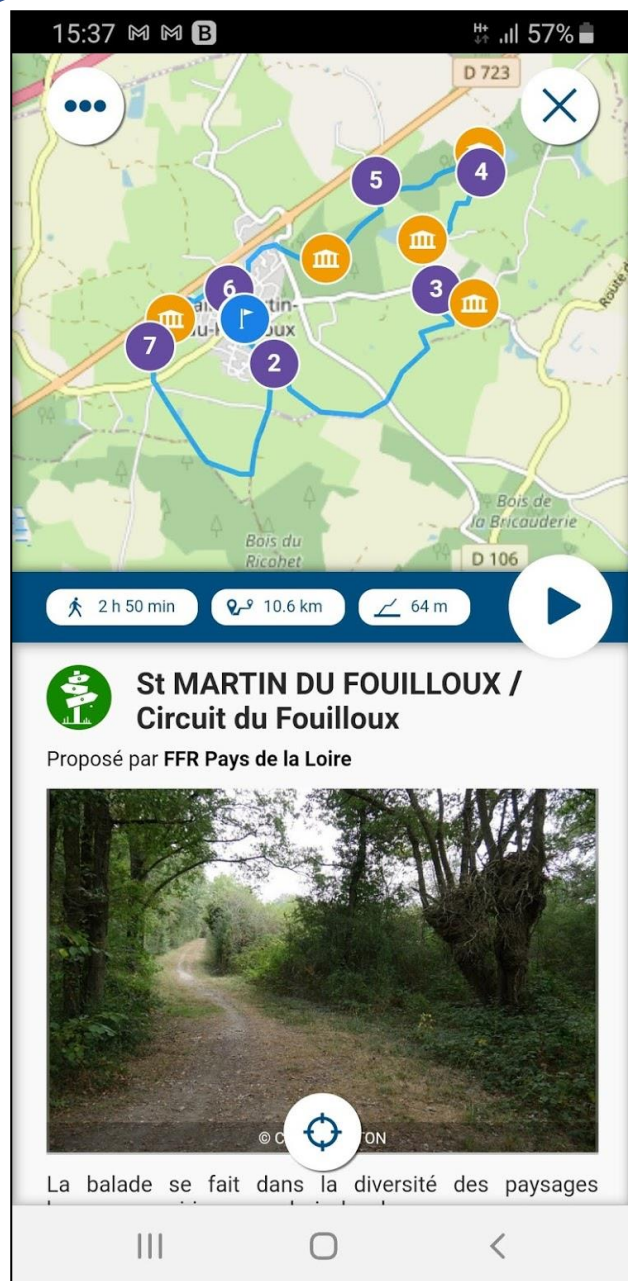 15:37 B H+ 57%
D 723
5
4
3
6
7
2
Route d
Bois de
la Bricauderie
Bois du
Ricohet
D 106
2 h 50 min 10.6 km 64 m
St MARTIN DU FOUILLOUX /
Circuit du Fouilloux
Proposé par FFR Pays de la Loire
La balade se fait dans la diversité des paysages